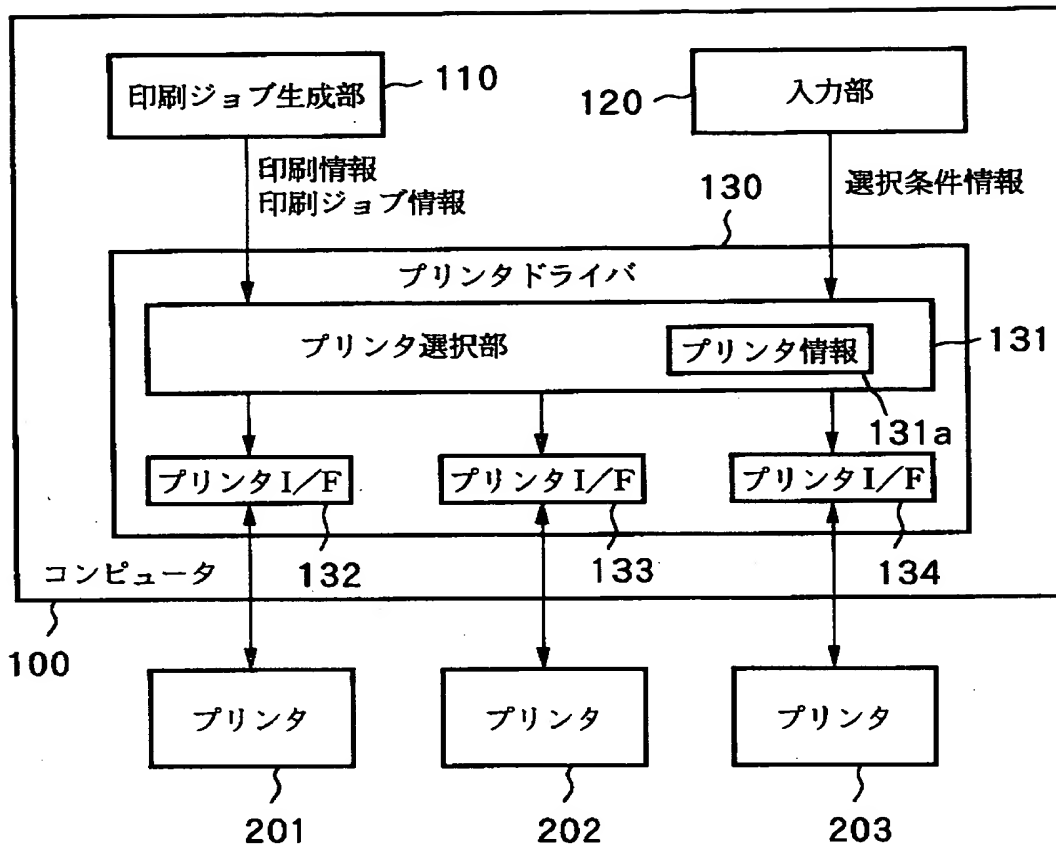 印刷ジョブ生成部
110
120
入力部
印刷情報
印刷ジョブ情報
130
選択条件情報
プリンタドライバ
プリンタ選択部
プリンタ情報
131
131a
プリンタI/F
プリンタI/F
プリンタI/F
132
133
134
コンピュータ
100
プリンタ
プリンタ
プリンタ
201
202
203